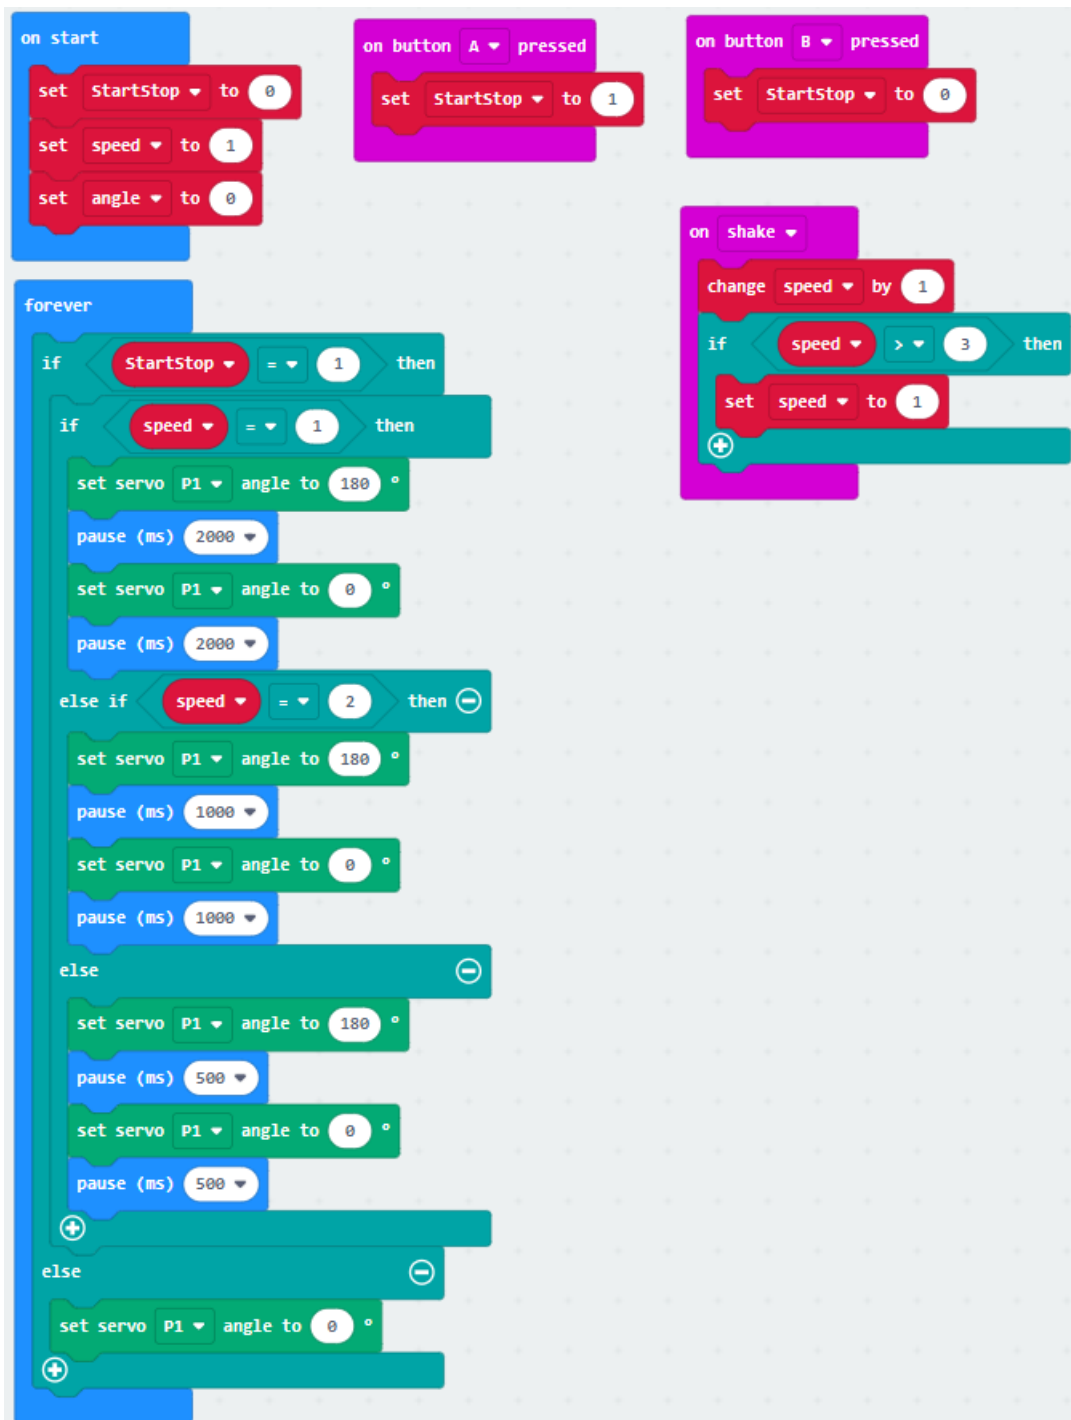 on start
set StartStop to 0
set speed to 1
set angle to 0
on button A pressed
set StartStop to 1
on button B pressed
set StartStop to 0
on shake
change speed by 1
if speed > 3 then
set speed to 1
forever
if StartStop = 1 then
if speed = 1 then
set servo P1 angle to 180 °
pause (ms) 2000
set servo P1 angle to 0 °
pause (ms) 2000
else if speed = 2 then
set servo P1 angle to 180 °
pause (ms) 1000
set servo P1 angle to 0 °
pause (ms) 1000
else
set servo P1 angle to 180 °
pause (ms) 500
set servo P1 angle to 0 °
pause (ms) 500
else
set servo P1 angle to 0 °